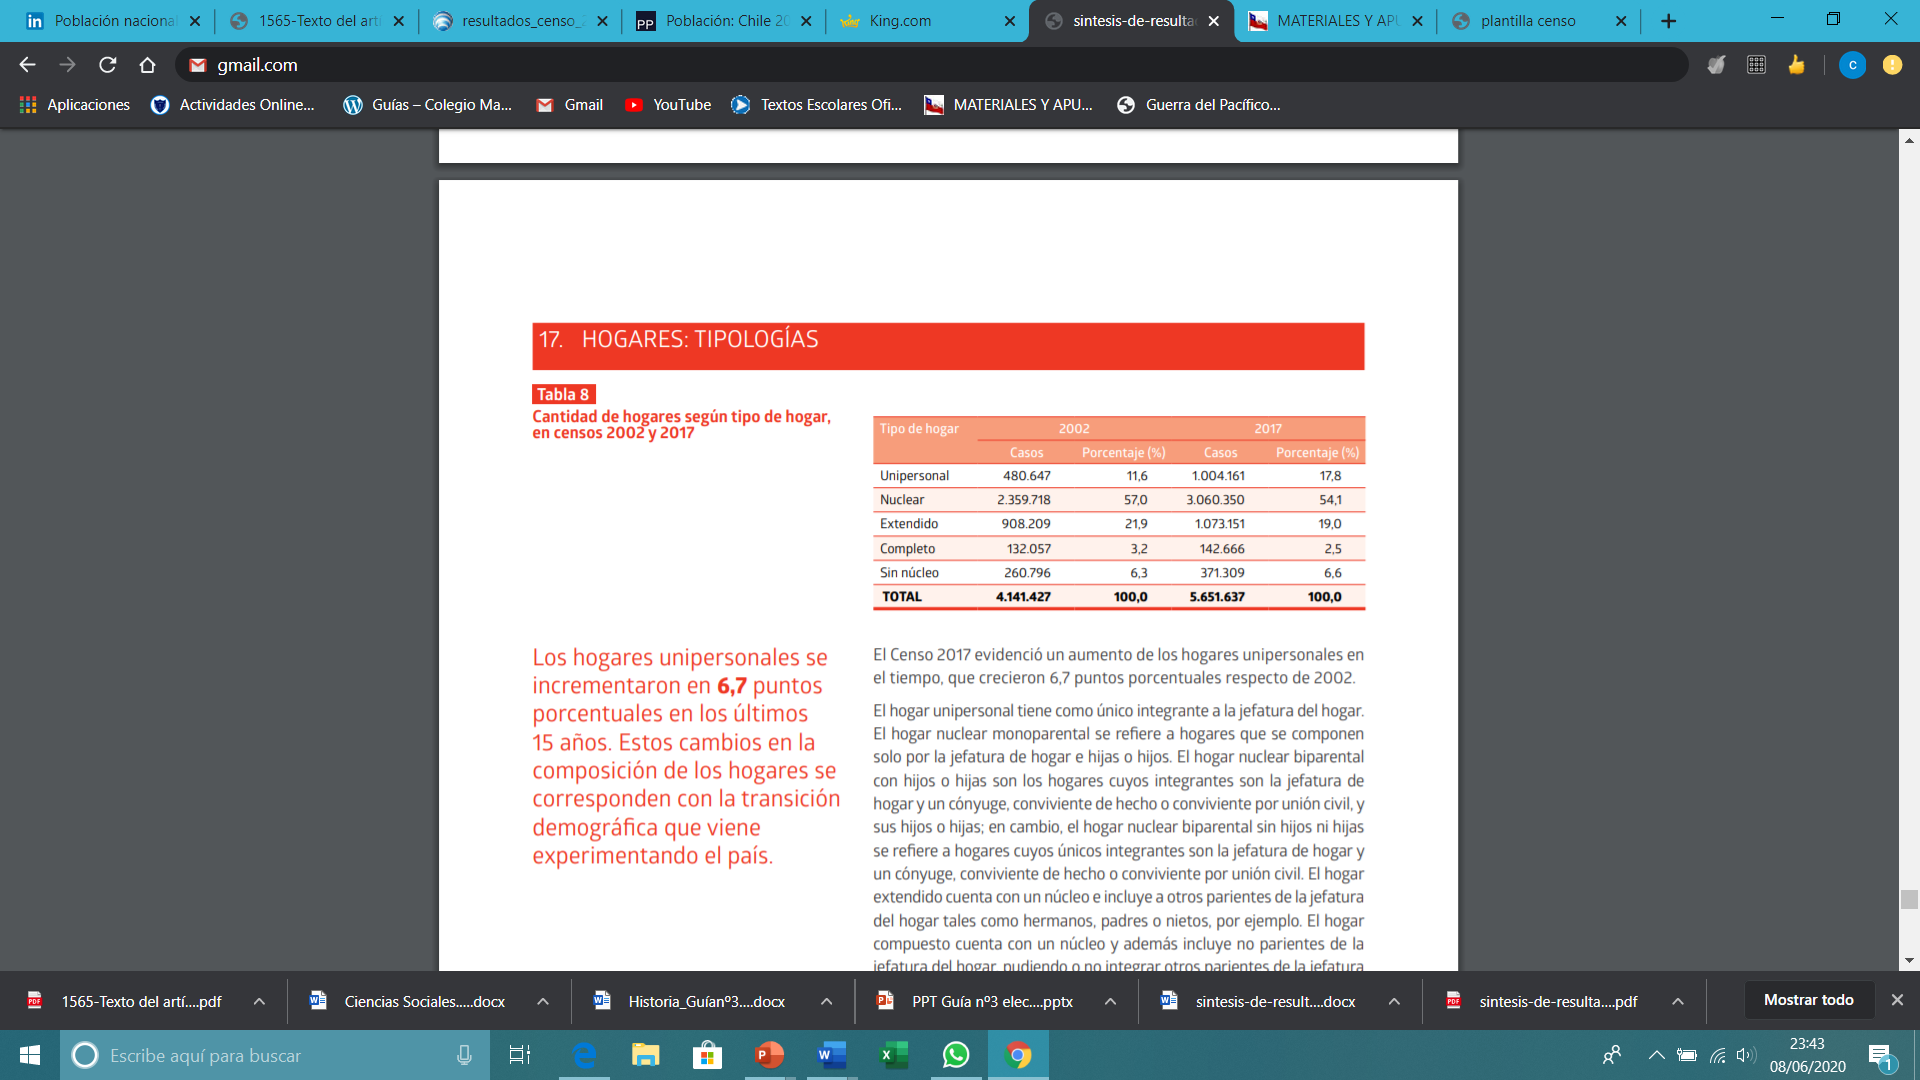 Población nacional
1565-Texto del artí
resultados_censo_2
Población: Chile 20
King.com
sintesis-de-resulta
MATERIALES Y APU
plantilla censo
gmail.com
c
Aplicaciones
Actividades Online...
Guías – Colegio Ma...
Gmail
YouTube
Textos Escolares Ofi...
MATERIALES Y APU...
Guerra del Pacífico...
17. HOGARES: TIPOLOGÍAS
Tabla 8
Cantidad de hogares según tipo de hogar,
en censos 2002 y 2017
Tipo de hogar 2002 2017
Casos Porcentaje (%) Casos Porcentaje (%)
Unipersonal 480.647 11,6 1.004.161 17,8
Nuclear 2.359.718 57,0 3.060.350 54,1
Extendido 908.209 21,9 1.073.151 19,0
Completo 132.057 3,2 142.666 2,5
Sin núcleo 260.796 6,3 371.309 6,6
TOTAL 4.141.427 100,0 5.651.637 100,0
Los hogares unipersonales se
incrementaron en 6,7 puntos
porcentuales en los últimos
15 años. Estos cambios en la
composición de los hogares se
corresponden con la transición
demográfica que viene
experimentando el país.
El Censo 2017 evidenció un aumento de los hogares unipersonales en
el tiempo, que crecieron 6,7 puntos porcentuales respecto de 2002.
El hogar unipersonal tiene como único integrante a la jefatura del hogar.
El hogar nuclear monoparental se refiere a hogares que se componen
solo por la jefatura de hogar e hijas o hijos. El hogar nuclear biparental
con hijos o hijas son los hogares cuyos integrantes son la jefatura de
hogar y un cónyuge, conviviente de hecho o conviviente por unión civil, y
sus hijos o hijas; en cambio, el hogar nuclear biparental sin hijos ni hijas
se refiere a hogares cuyos únicos integrantes son la jefatura de hogar y
un cónyuge, conviviente de hecho o conviviente por unión civil. El hogar
extendido cuenta con un núcleo e incluye a otros parientes de la jefatura
del hogar tales como hermanos, padres o nietos, por ejemplo. El hogar
compuesto cuenta con un núcleo y además incluye no parientes de la
jefatura del hogar, pudiendo o no integrar otros parientes de la jefatura
1565-Texto del artí....pdf
Ciencias Sociales.....docx
Historia_Guíanº3....docx
PPT Guía nº3 elec....pptx
sintesis-de-result....docx
sintesis-de-resulta....pdf
Mostrar todo
Escribe aquí para buscar
23:43
08/06/2020
1